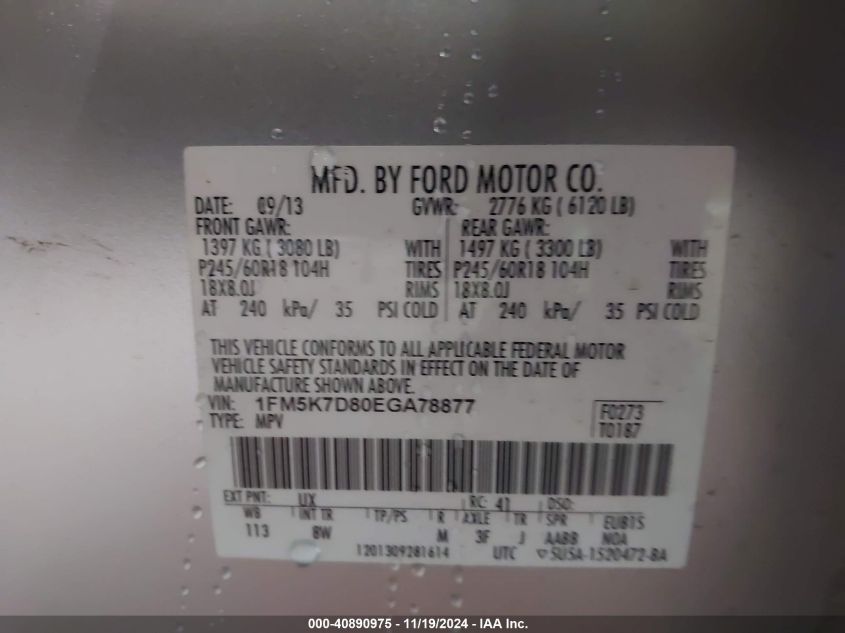 MFD. BY FORD MOTOR CO.
DATE: 09/13 GVWR: 2776 KG ( 6120 LB)
FRONT GAWR: REAR GAWR:
1397 KG ( 3080 LB) WITH 1497 KG ( 3300 LB) WITH
P245/60R18 104H TIRES P245/60R18 104H TIRES
18X8.0J RIMS 18X8.0J RIMS
AT 240 kPa/ 35 PSI COLD AT 240 kPa/ 35 PSI COLD
THIS VEHICLE CONFORMS TO ALL APPLICABLE FEDERAL MOTOR
VEHICLE SAFETY STANDARDS IN EFFECT ON THE DATE OF
MANUFACTURE SHOWN ABOVE.
VIN: 1FM5K7D80EGA78877 F0273
TYPE: MPV T0187
EXT PNT: UX RC: 41 DSO:
WB INT TR TP/PS R AXLE TR SPR EUB15
113 8W M 3F J AABB NOA
1201309281614 UTC 5U5A-1520472-BA
000-40890975 - 11/19/2024 - IAA Inc.